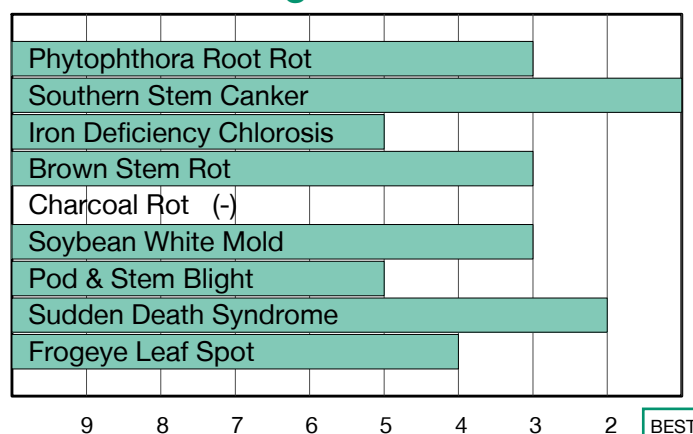 Phytophthora Root Rot
Southern Stem Canker
Iron Deficiency Chlorosis
Brown Stem Rot
Charcoal Rot (-)
Soybean White Mold
Pod & Stem Blight
Sudden Death Syndrome
Frogeye Leaf Spot
9 8 7 6 5 4 3 2 BEST